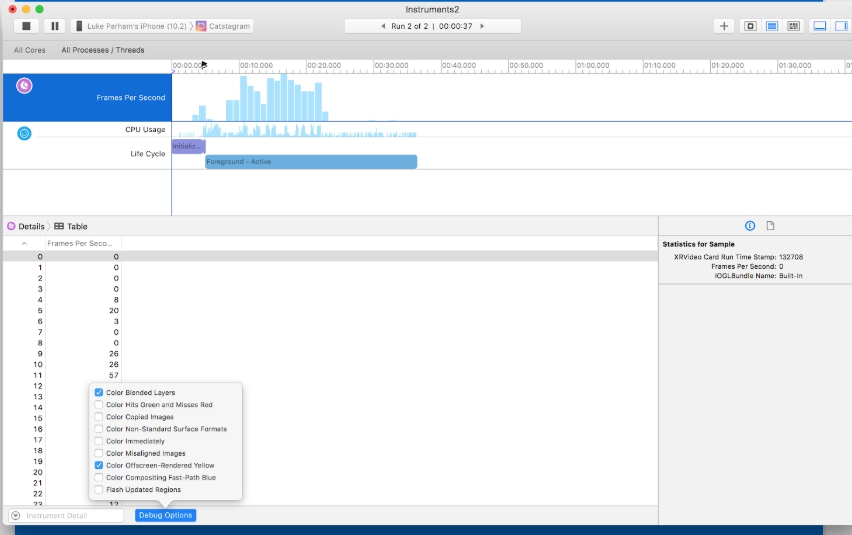 Instruments2
Luke Parham's iPhone (10.2) Catstagram
Run 2 of 2 | 00:00:37
All Cores All Processes / Threads
00:00.000 00:10.000 00:20.000 00:30.000 00:40.000 00:50.000 01:00.000 01:10.000 01:20.000 01:30.000
Frames Per Second
CPU Usage
Life Cycle
Initializ...
Foreground - Active
Details Table
Frames Per Seco...
0 0
1 0
2 0
3 0
4 8
5 20
6 3
7 0
8 0
9 26
10 26
11 57
12
13
14
15
16
17
18
19
20
21
22
23 12
Color Blended Layers
Color Hits Green and Misses Red
Color Copied Images
Color Non-Standard Surface Formats
Color Immediately
Color Misaligned Images
Color Offscreen-Rendered Yellow
Color Compositing Fast-Path Blue
Flash Updated Regions
Instrument Detail
Debug Options
Statistics for Sample
XRVideo Card Run Time Stamp: 132708
Frames Per Second: 0
IOGLBundle Name: Built-In